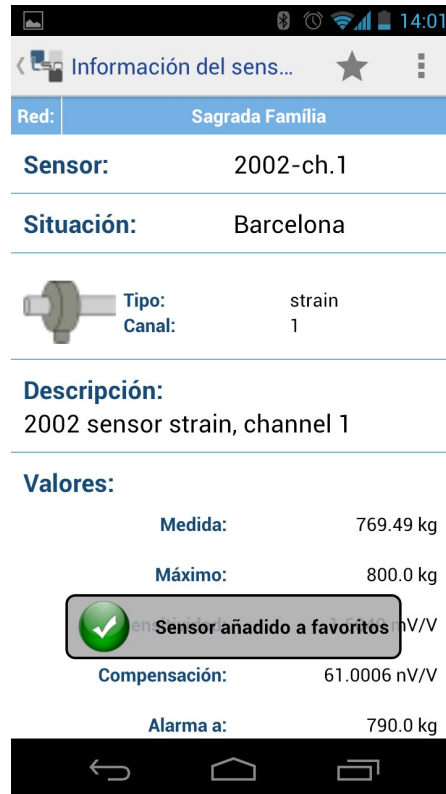 14:01
Información del sens...
Red: Sagrada Família
Sensor: 2002-ch.1
Situación: Barcelona
Tipo: strain
Canal: 1
Descripción:
2002 sensor strain, channel 1
Valores:
Medida: 769.49 kg
Máximo: 800.0 kg
mV/V
Sensor añadido a favoritos
Compensación: 61.0006 nV/V
Alarma a: 790.0 kg